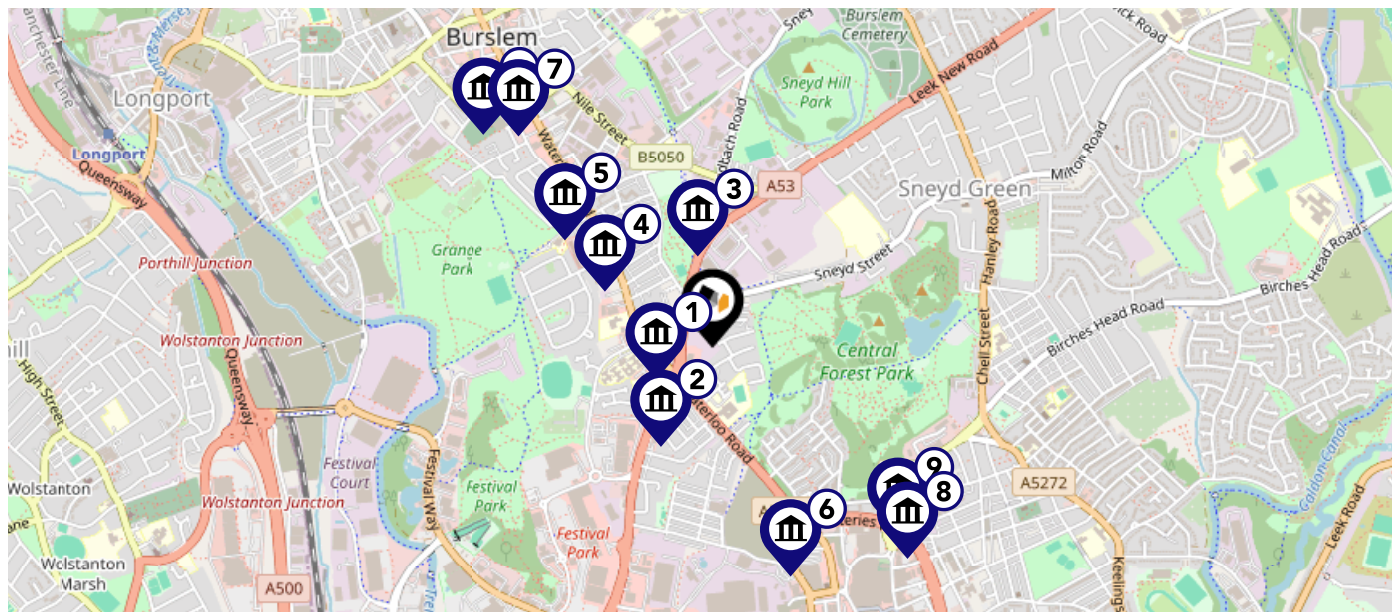 Burslem
Burslem
Cemetery
Sneyd Hill
Park
Leek New Road
Longport
Longport
Queensway
Nile Street
7
B5050
A53
5
3
4
Sneyd Green
Milton Road
Hanley Road
Grange
Park
Porthill Junction
Sneyd Street
Birches Head Road
Birches Head Road
1
Wolstanton Junction
Central
Forest Park
Chell Street
High Street
Queensway
2
Festival
Court
Festival Way
Festival
Park
Wolstanton
Wolstanton Junction
9
8
6
A5272
Caldon Canal
Leek Road
Festival
Park
Wolstanton
Marsh
A500